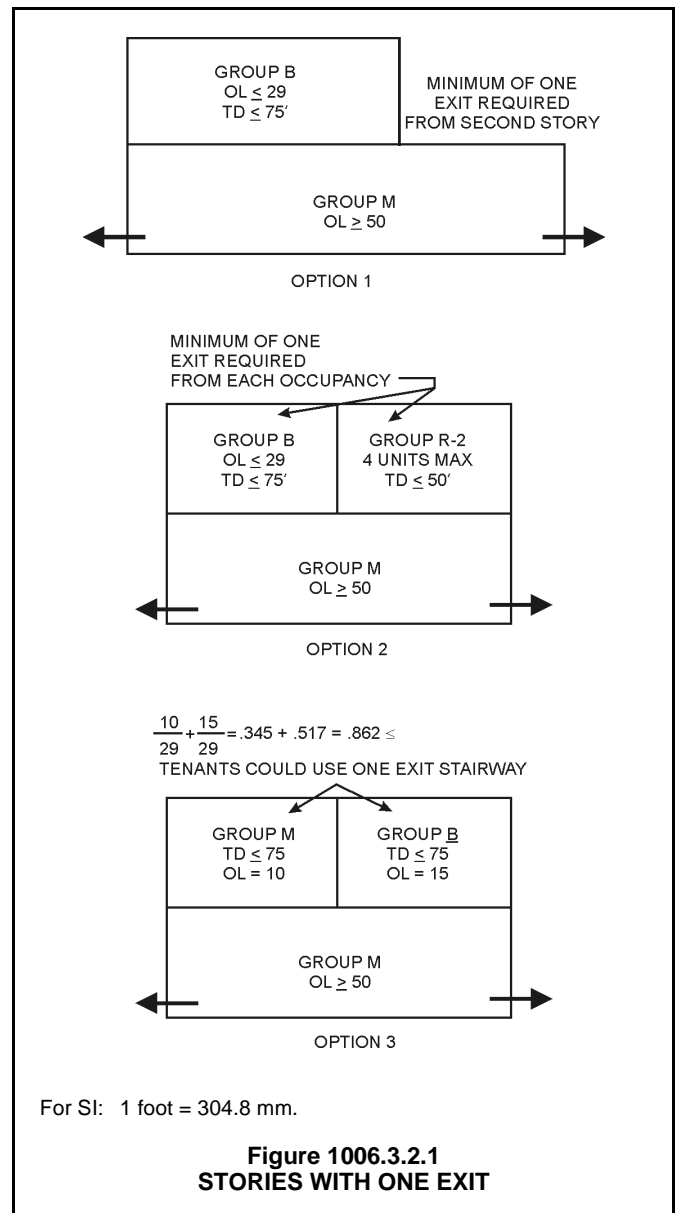 GROUP B
OL ≤ 29
TD ≤ 75'
MINIMUM OF ONE
EXIT REQUIRED
FROM SECOND STORY
GROUP M
OL ≥ 50
OPTION 1
MINIMUM OF ONE
EXIT REQUIRED
FROM EACH OCCUPANCY
GROUP B
OL ≤ 29
TD ≤ 75'
GROUP R-2
4 UNITS MAX
TD ≤ 50'
GROUP M
OL ≥ 50
OPTION 2
10/29 + 15/29 = .345 + .517 = .862 ≤
TENANTS COULD USE ONE EXIT STAIRWAY
GROUP M
TD ≤ 75
OL = 10
GROUP B
TD ≤ 75
OL = 15
GROUP M
OL ≥ 50
OPTION 3
For SI: 1 foot = 304.8 mm.
Figure 1006.3.2.1
STORIES WITH ONE EXIT